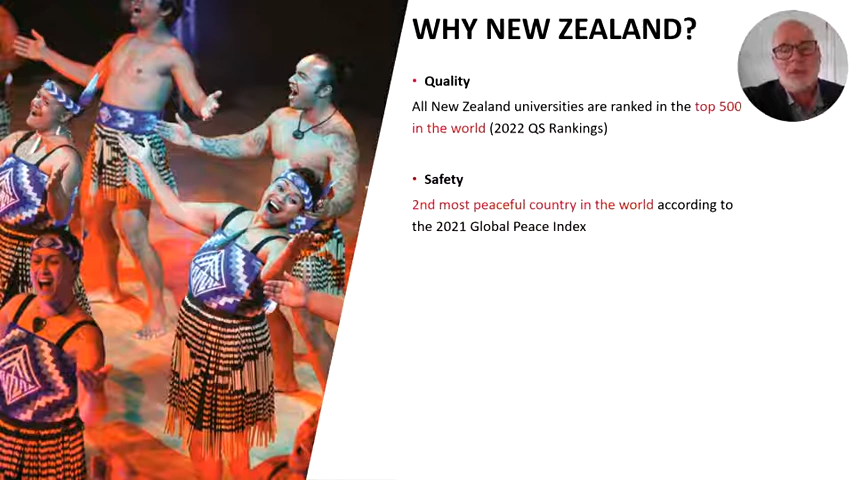 WHY NEW ZEALAND?
• Quality
All New Zealand universities are ranked in the top 500
in the world (2022 QS Rankings)
• Safety
2nd most peaceful country in the world according to
the 2021 Global Peace Index